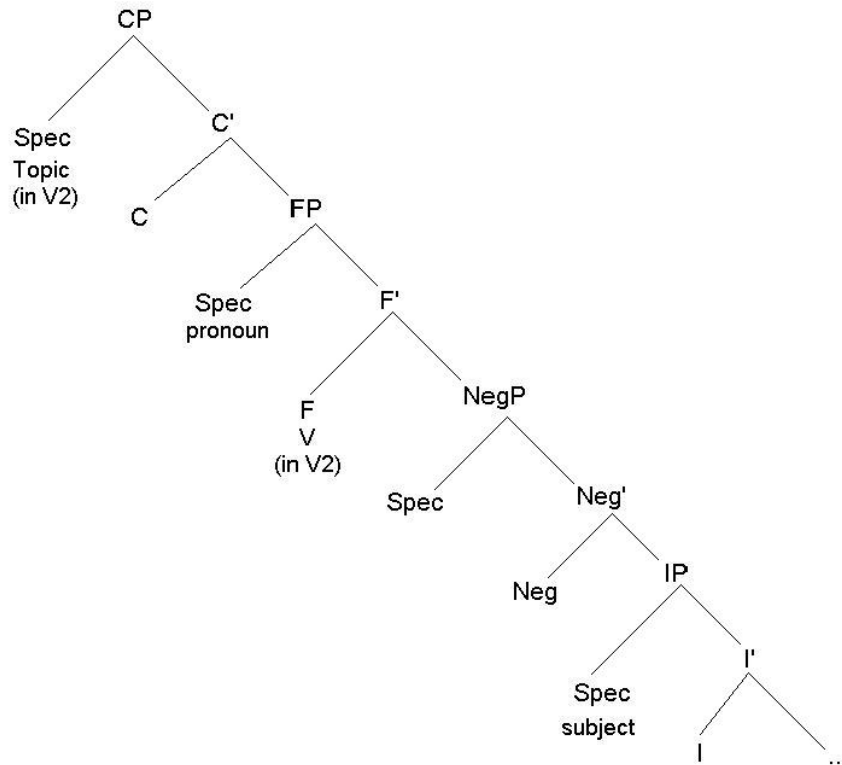 CP
Spec
Topic
(in V2)
C'
C
FP
Spec
pronoun
F'
F
V
(in V2)
NegP
Spec
Neg'
Neg
IP
Spec
subject
I'
I
..